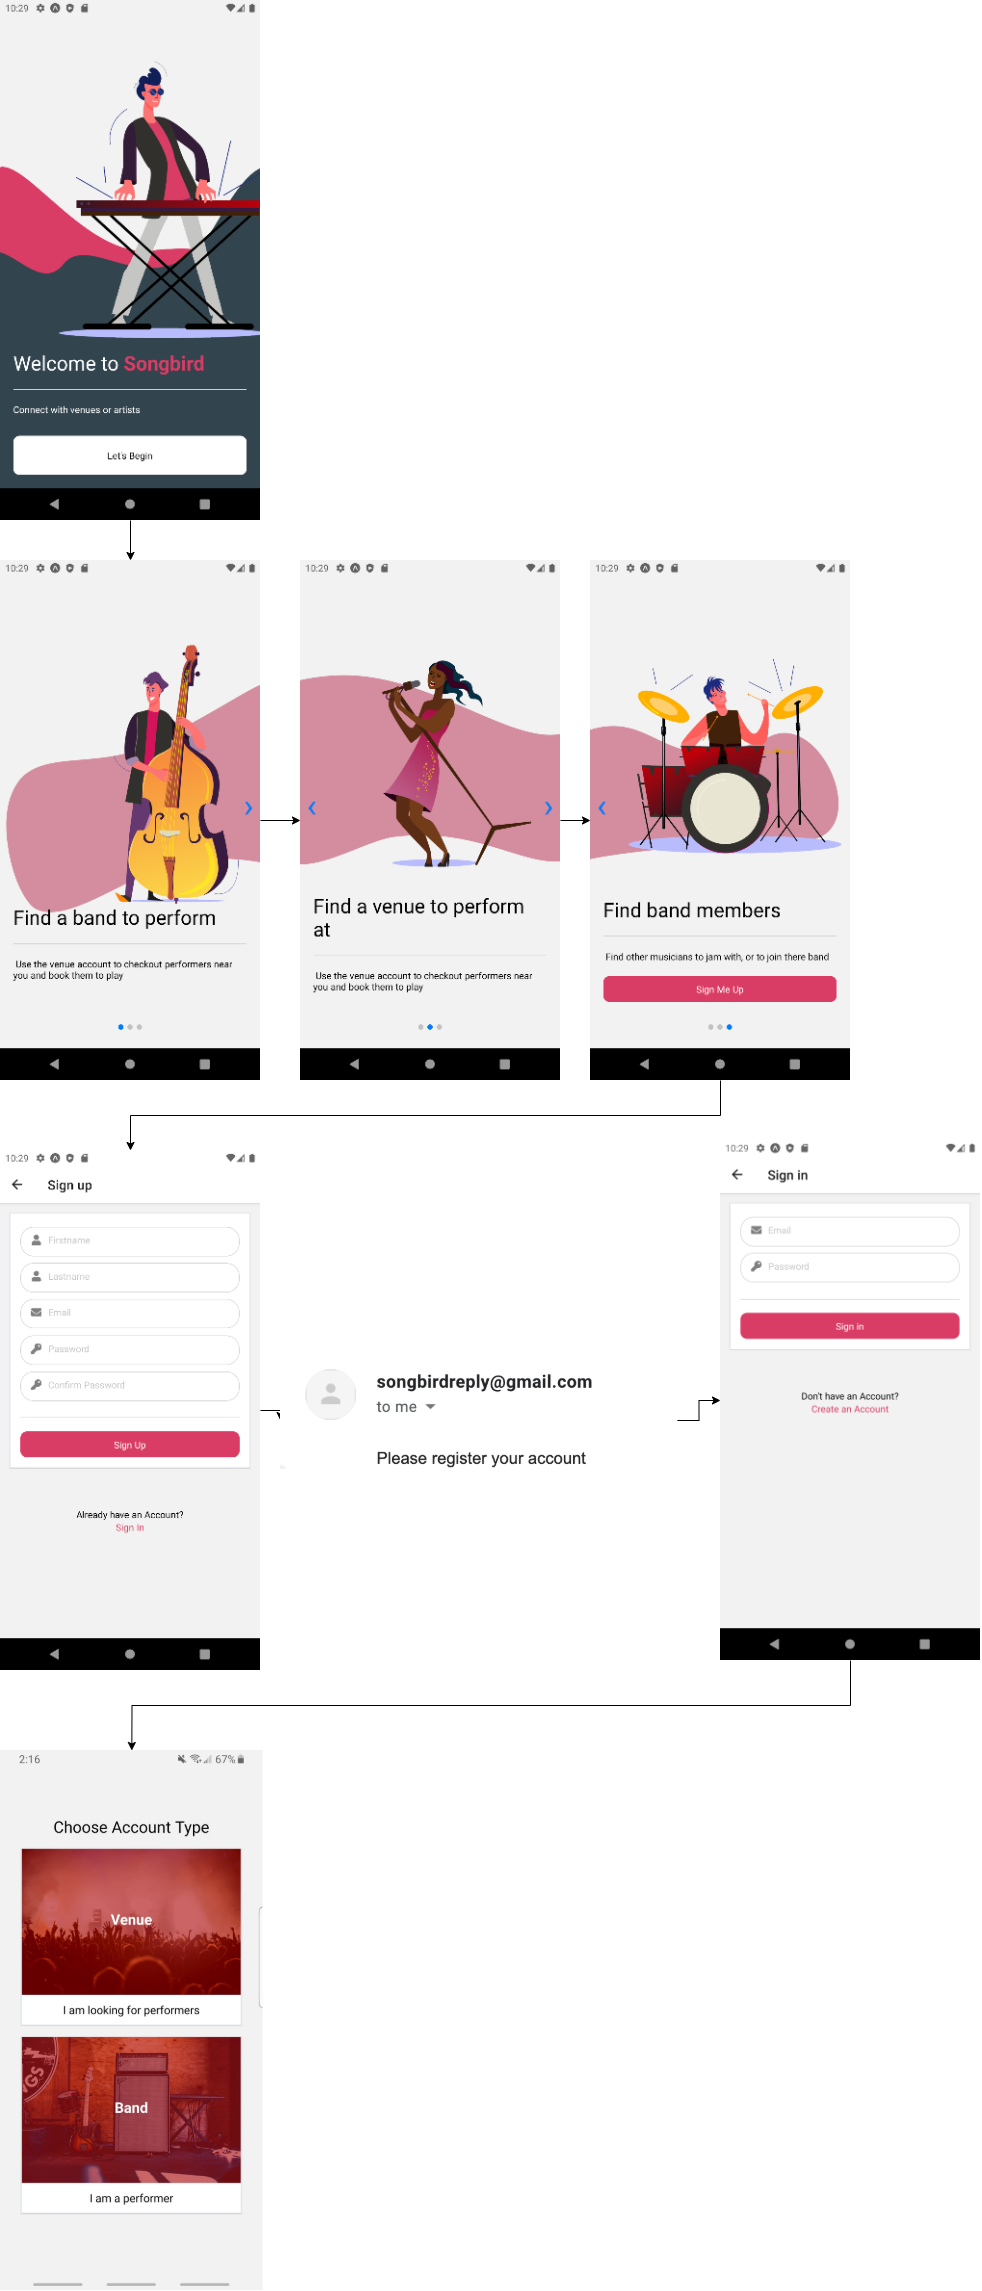 10:29
Welcome to Songbird
Connect with venues or artists
Let's Begin
10:29
Find a band to perform
Use the venue account to checkout performers near
you and book them to play
10:29
Find a venue to perform
at
Use the venue account to checkout performers near
you and book them to play
10:29
Find band members
Find other musicians to jam with, or to join there band
Sign Me Up
10:29
Sign up
Firstname
Lastname
Email
Password
Confirm Password
Sign Up
Already have an Account?
Sign In
songbirdreply@gmail.com
to me
Please register your account
10:29
Sign in
Email
Password
Sign in
Don't have an Account?
Create an Account
2:16
67%
Choose Account Type
Venue
I am looking for performers
NGS
Band
I am a performer